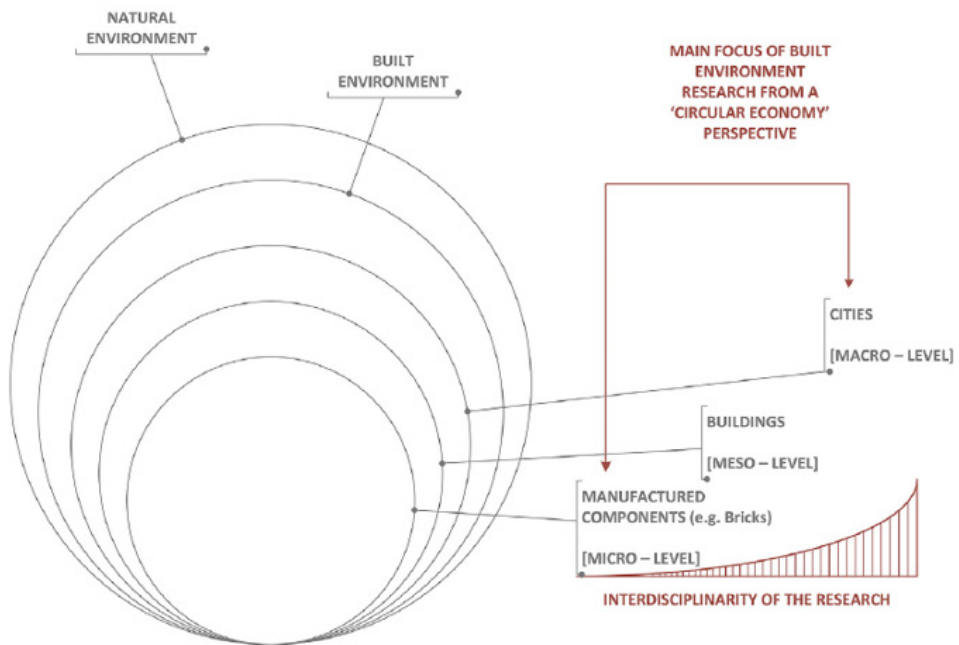 NATURAL
ENVIRONMENT
BUILT
ENVIRONMENT
MAIN FOCUS OF BUILT
ENVIRONMENT
RESEARCH FROM A
‘CIRCULAR ECONOMY’
PERSPECTIVE
CITIES
[MACRO – LEVEL]
BUILDINGS
[MESO – LEVEL]
MANUFACTURED
COMPONENTS (e.g. Bricks)
[MICRO – LEVEL]
INTERDISCIPLINARITY OF THE RESEARCH